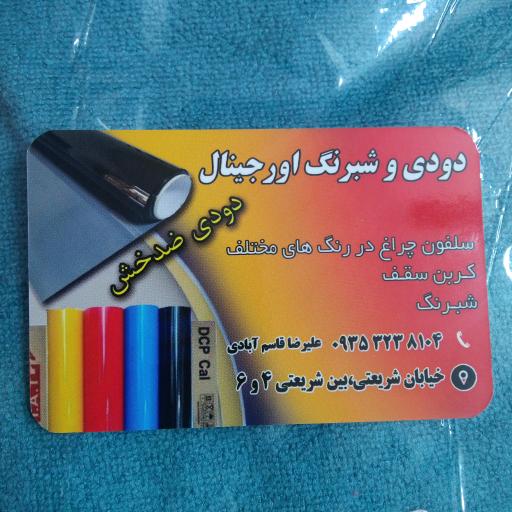 دودی و شبرنگ اورجینال
دودی ضدخش
سلفون چراغ در رنگ های مختلف
کربن سقف
شبرنگ
۰۹۳۵ ۳۲۳ ۸۱۰۴ علیرضا قاسم آبادی
خیابان شریعتی،بین شریعتی ۴ و ۶
DCP Cal